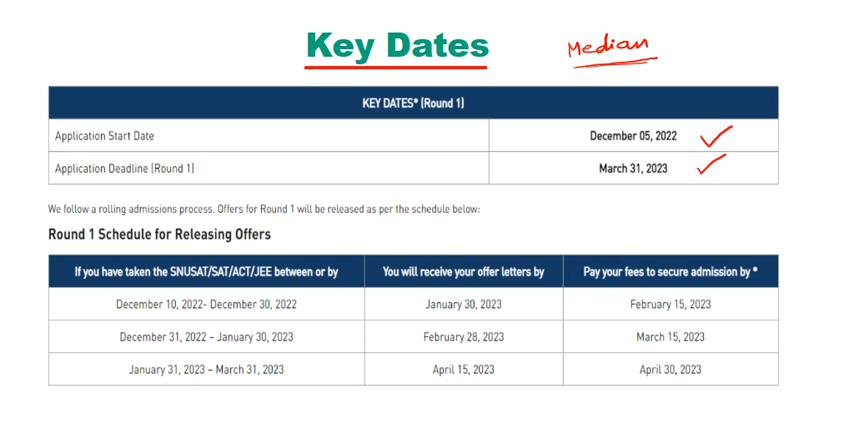 Key Dates
Median
KEY DATES* (Round 1)
Application Start Date December 05, 2022
Application Deadline (Round 1) March 31, 2023
We follow a rolling admissions process. Offers for Round 1 will be released as per the schedule below:
Round 1 Schedule for Releasing Offers
If you have taken the SNUSAT/SAT/ACT/JEE between or by You will receive your offer letters by Pay your fees to secure admission by *
December 10, 2022- December 30, 2022 January 30, 2023 February 15, 2023
December 31, 2022 – January 30, 2023 February 28, 2023 March 15, 2023
January 31, 2023 – March 31, 2023 April 15, 2023 April 30, 2023